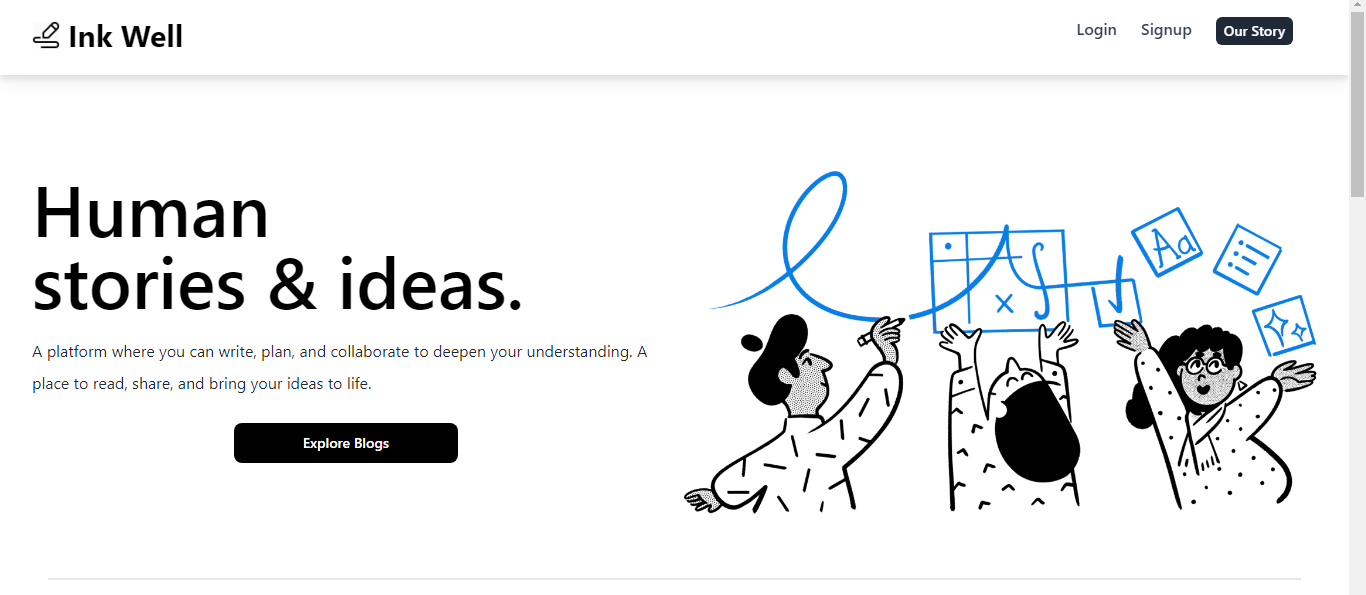 Ink Well
Login Signup Our Story
Human
stories & ideas.
Aa
x
A platform where you can write, plan, and collaborate to deepen your understanding. A
place to read, share, and bring your ideas to life.
Explore Blogs